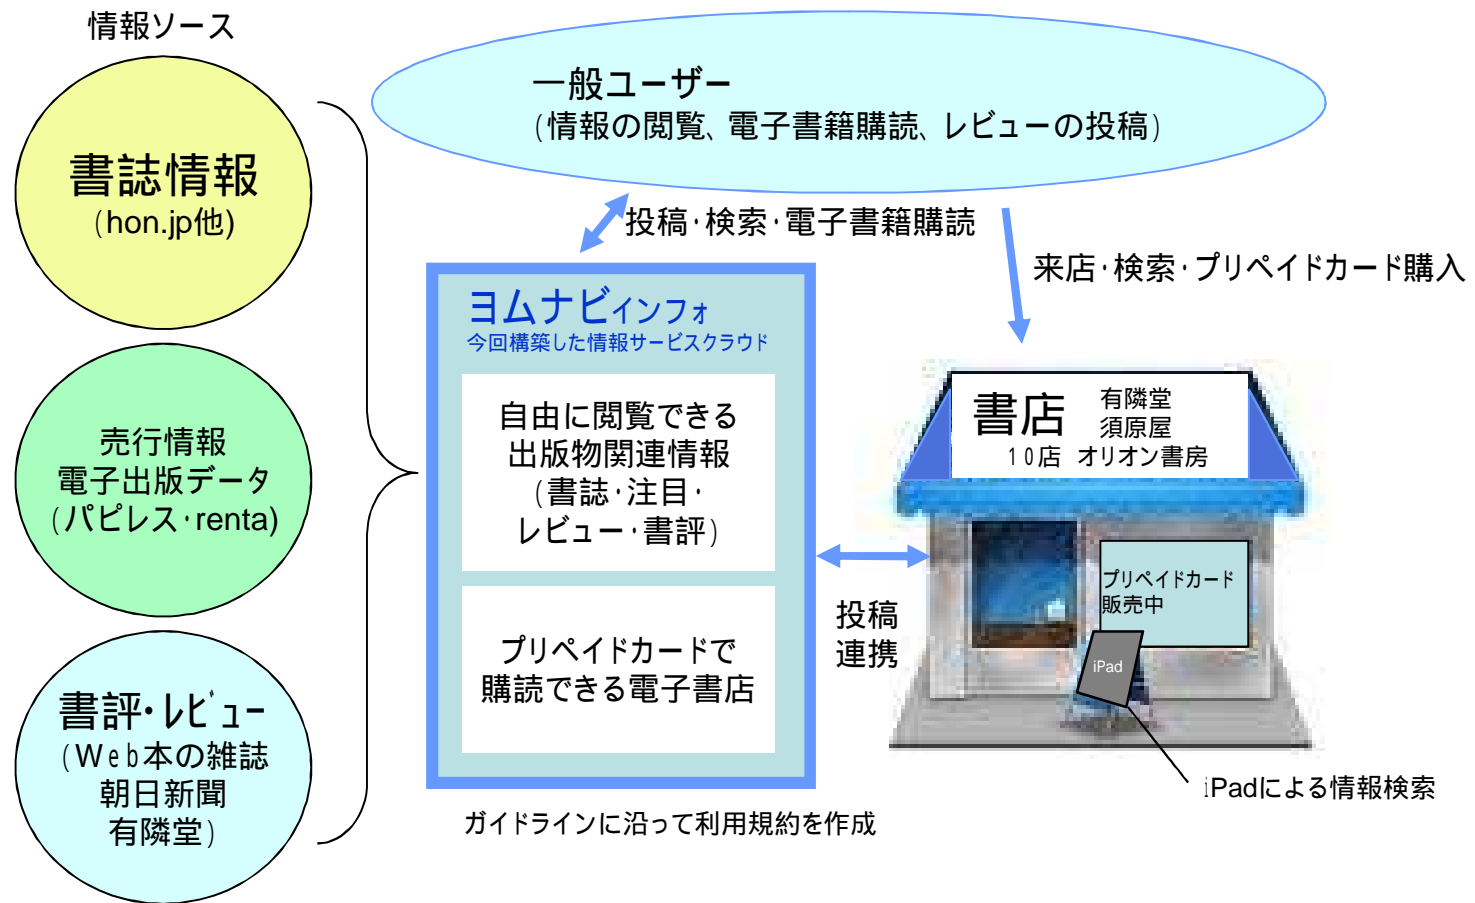 情報ソース
書誌情報
(hon.jp他)
売行情報
電子出版データ
(パピレス・renta)
書評・レビュー
(Web本の雑誌
朝日新聞
有隣堂)
一般ユーザー
(情報の閲覧、電子書籍購読、レビューの投稿)
投稿・検索・電子書籍購読
来店・検索・プリペイドカード購入
ヨムナビインフォ
今回構築した情報サービスクラウド
自由に閲覧できる
出版物関連情報
(書誌・注目・
レビュー・書評)
プリペイドカードで
購読できる電子書店
ガイドラインに沿って利用規約を作成
投稿
連携
書店
有隣堂
須原屋
10店 オリオン書房
プリペイドカード
販売中
iPad
iPadによる情報検索